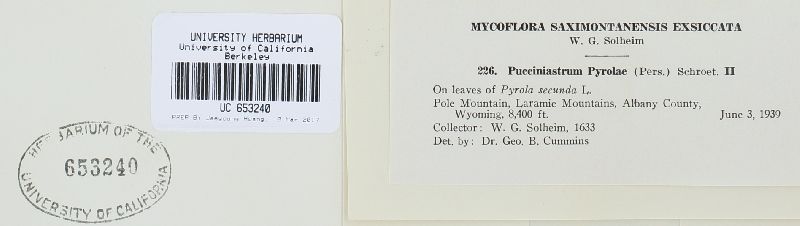 UNIVERSITY HERBARIUM
University of California
Berkeley
UC 653240
HERBARIUM OF THE
653240
UNIVERSITY OF CALIFORNIA
MYCOFLORA SAXIMONTANENSIS EXSICCATA
W. G. Solheim
226. Pucciniastrum Pyrolae (Pers.) Schroet. II
On leaves of Pyrola secunda L.
Pole Mountain, Laramie Mountains, Albany County,
Wyoming, 8,400 ft. June 3, 1939
Collector: W. G. Solheim, 1633
Det. by: Dr. Geo. B. Cummins